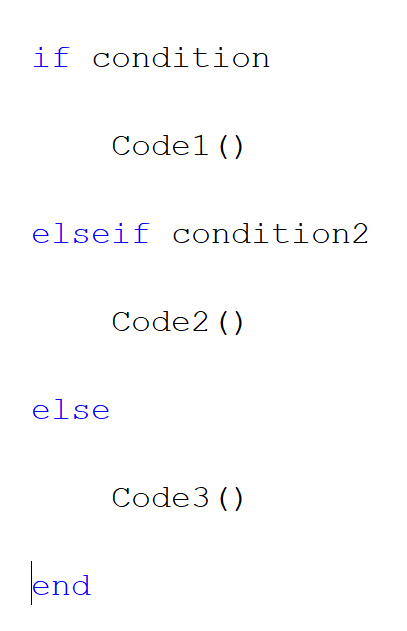 if condition
Code1()
elseif condition2
Code2()
else
Code3()
end